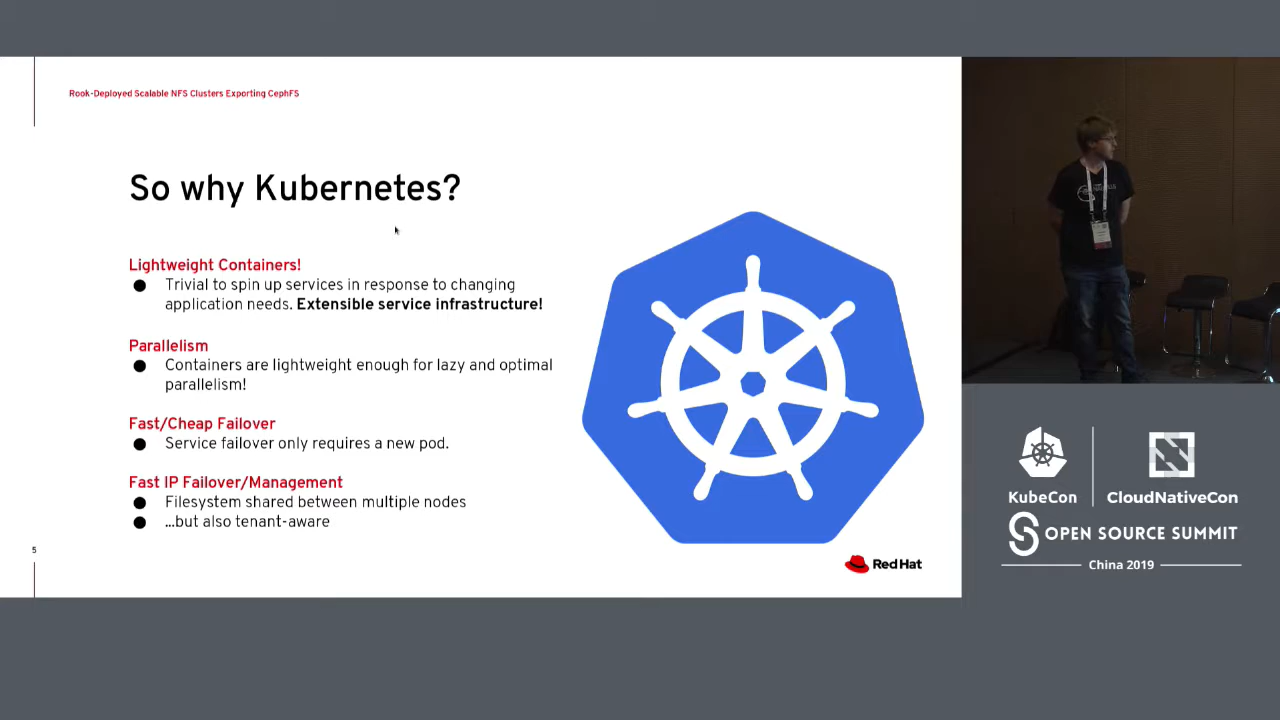 Rook-Deployed Scalable NFS Clusters Exporting CephFS
So why Kubernetes?
Lightweight Containers!
● Trivial to spin up services in response to changing
application needs. Extensible service infrastructure!
Parallelism
● Containers are lightweight enough for lazy and optimal
parallelism!
Fast/Cheap Failover
● Service failover only requires a new pod.
Fast IP Failover/Management
● Filesystem shared between multiple nodes
● ...but also tenant-aware
5
Red Hat
KubeCon
CloudNativeCon
OPEN SOURCE SUMMIT
China 2019